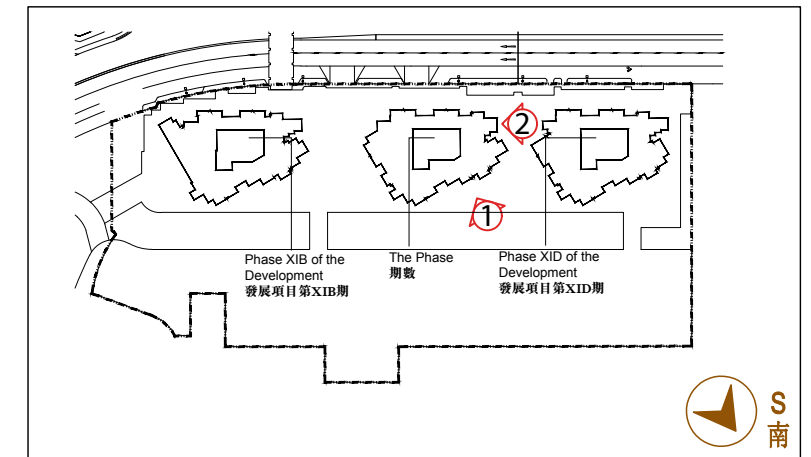 2
1
Phase XIB of the
Development
發展項目第XIB期
The Phase
期數
Phase XID of the
Development
發展項目第XID期
S
南